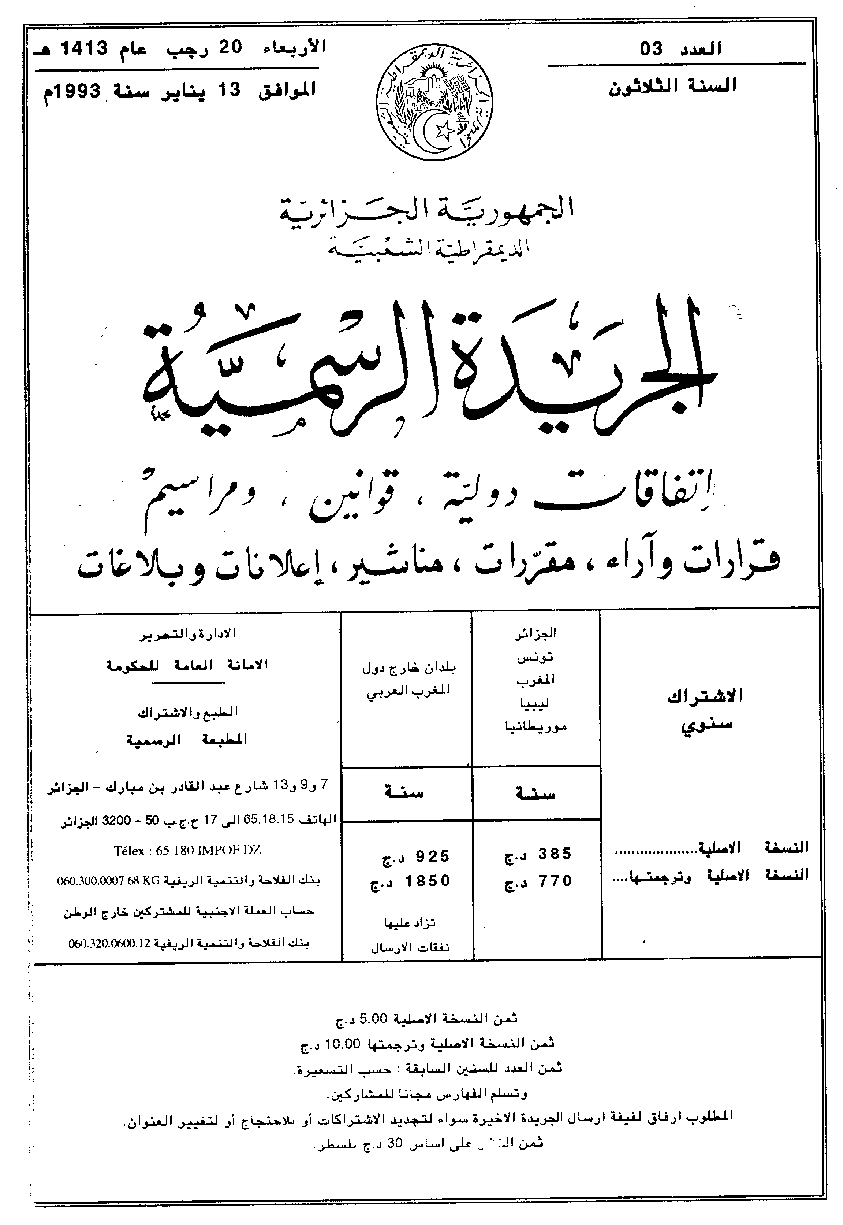 العدد 03
السنة الثلاثون
الأربعاء 20 رجب عام 1413 هـ
الموافق 13 يناير سنة 1993م
الجمهورية الجزائرية
الديمقراطية الشعبية
الجريدة الرسمية
إتفاقات دولية ، قوانين ، ومراسيم
قرارات وآراء ، مقررات ، مناشير ، إعلانات وبلاغات
الاشتراك
سنوي
الجزائر
تونس
المغرب
ليبيا
موريطانيا
بلدان خارج دول
المغرب العربي
سنة
سنة
النسخة الاصلية....................
385 د.ج
925 د.ج
النسخة الاصلية وترجمتها....
770 د.ج
1850 د.ج
تزاد عليها
نفقات الارسال
الادارة والتحرير
الامانة العامة للحكومة
الطبع والاشتراك
المطبعة الرسمية
7 و9 و13 شارع عبد القادر بن مبارك – الجزائر
الهاتف 65.18.15 الى 17 ح.ج.ب 50 – 3200 الجزائر
Télex : 65 180 IMPOF DZ
بنك الفلاحة والتنمية الريفية 060.300.0007 68 KG
حساب العملة الاجنبية للمشتركين خارج الوطن
بنك الفلاحة والتنمية الريفية 060.320.0600.12
ثمن النسخة الاصلية 5.00 د.ج
ثمن النسخة الاصلية وترجمتها 10.00 د.ج
ثمن العدد للسنين السابقة : حسب التسعيرة.
وتسلم الفهارس مجانا للمشتركين.
المطلوب ارفاق لفيفة ارسال الجريدة الاخيرة سواء لتجديد الاشتراكات أو للاحتجاج أو لتغيير العنوان.
ثمن على اساس 30 د.ج للسطر.